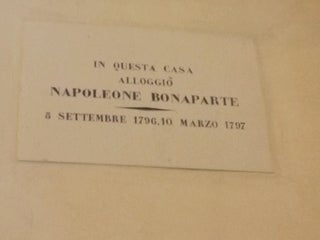 IN QUESTA CASA
ALLOGGIÒ
NAPOLEONE BONAPARTE
8 SETTEMBRE 1796, 10 MARZO 1797